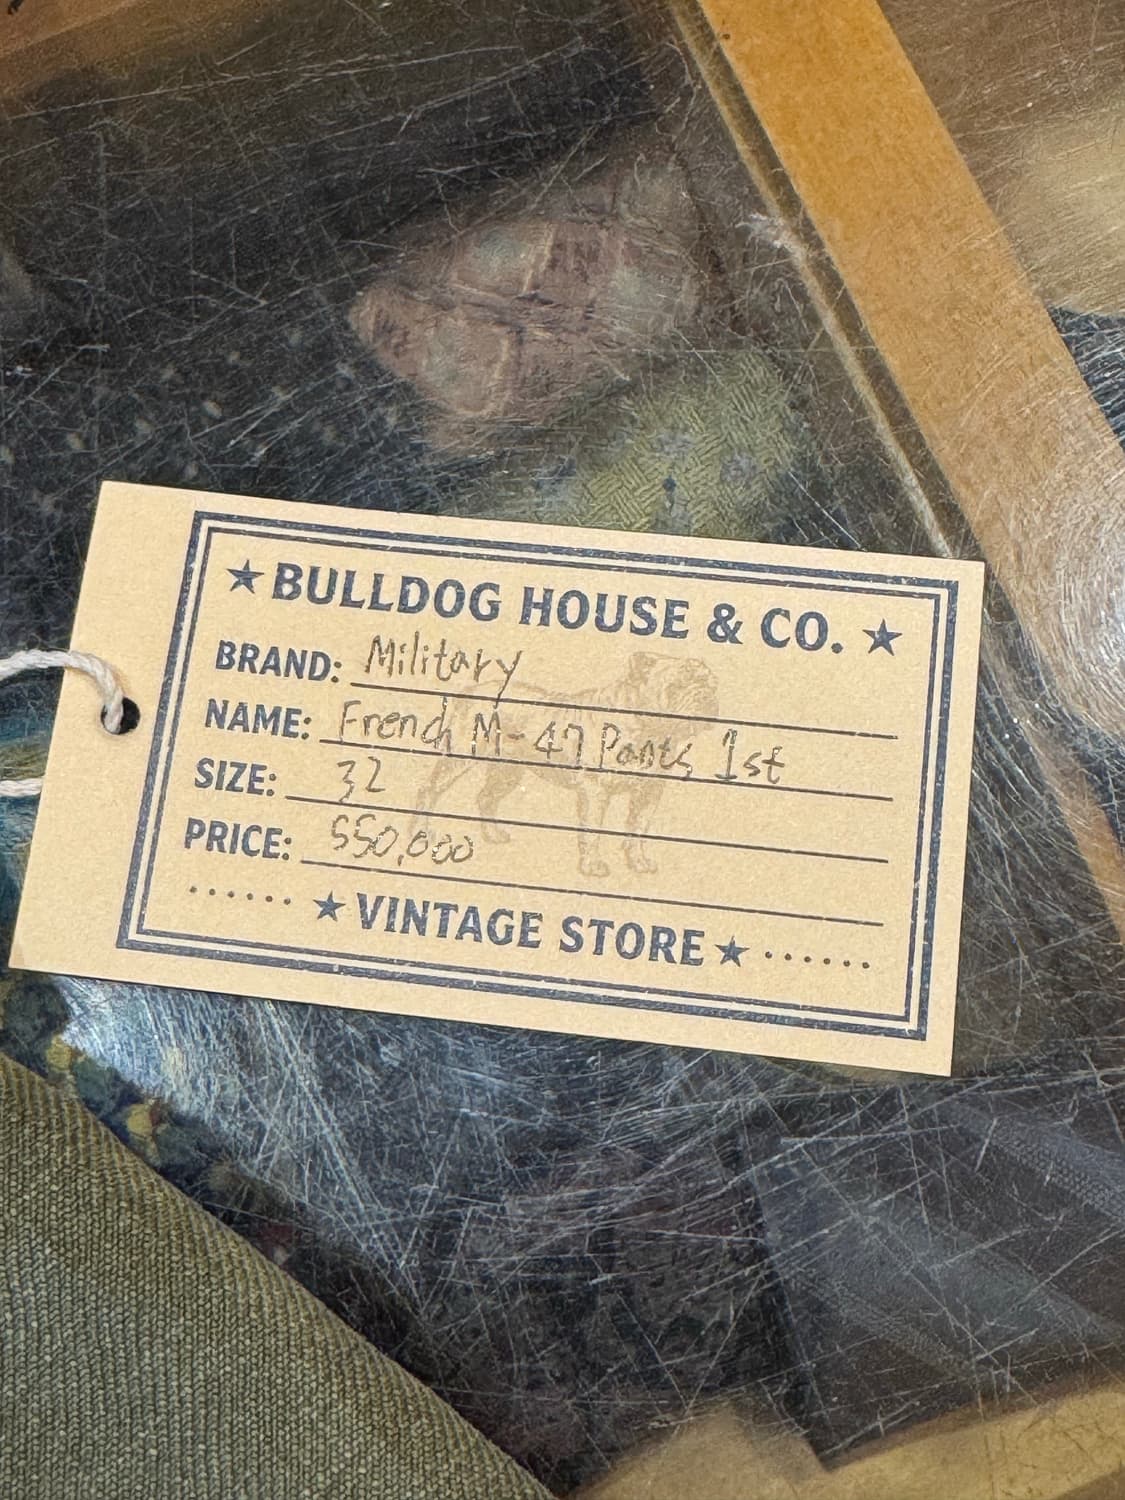 ★ BULLDOG HOUSE & CO. ★
BRAND: Military
NAME: French M-47 Pants 1st
SIZE: 32
PRICE: 550,000
...... ★ VINTAGE STORE ★ ......